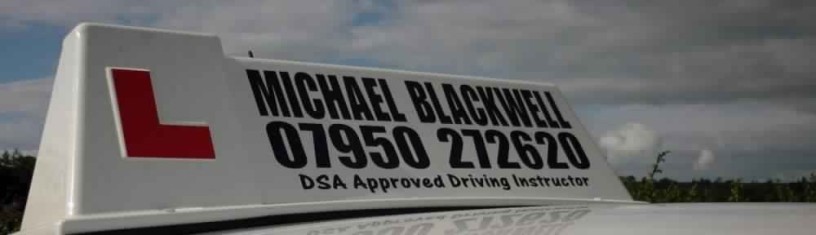 L
MICHAEL BLACKWELL
07950 272620
DSA Approved Driving Instructor